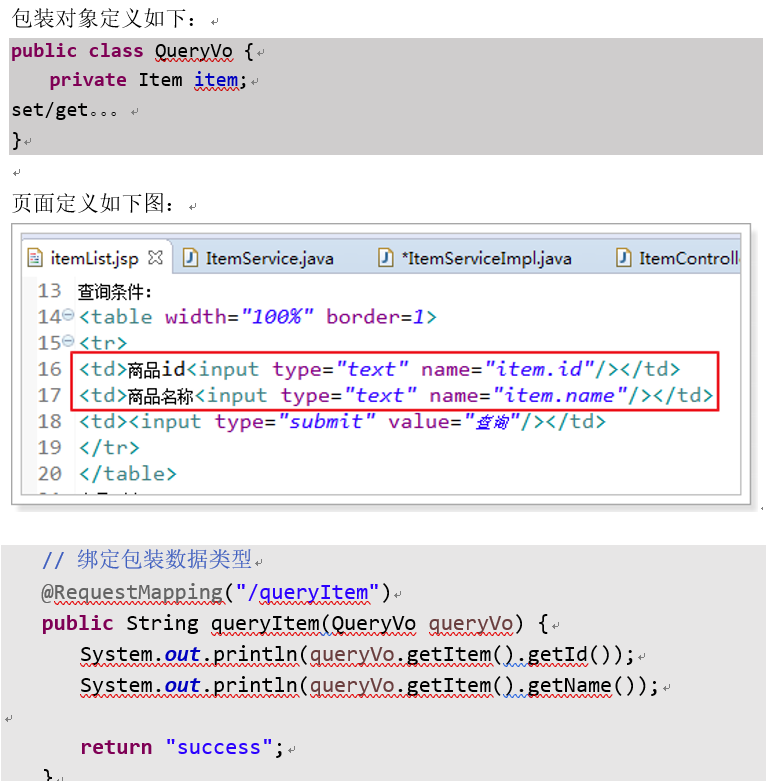 包装对象定义如下：
public class QueryVo {
private Item item;
set/get。。。
}
页面定义如下图：
itemList.jsp ItemService.java *ItemServiceImpl.java ItemControll
13 查询条件:
14 <table width="100%" border=1>
15 <tr>
16 <td>商品id<input type="text" name="item.id"/></td>
17 <td>商品名称<input type="text" name="item.name"/></td>
18 <td><input type="submit" value="查询"/></td>
19 </tr>
20 </table>
// 绑定包装数据类型
@RequestMapping("/queryItem")
public String queryItem(QueryVo queryVo) {
System.out.println(queryVo.getItem().getId());
System.out.println(queryVo.getItem().getName());
return "success";
}